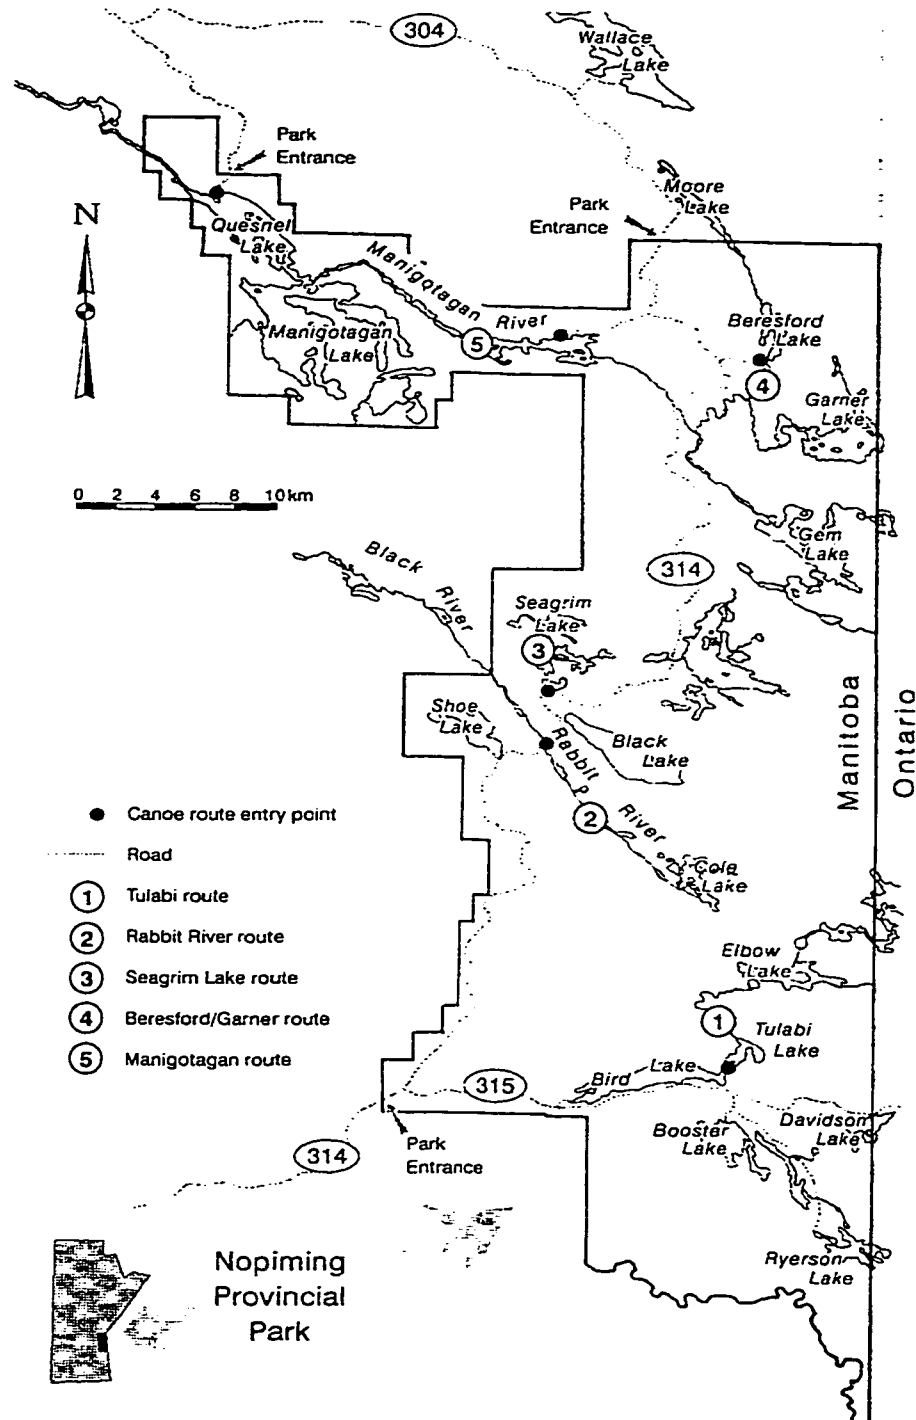 304
Wallace
Lake
Park
Entrance
N
Moore
Lake
Park
Entrance
Quesnel
Lake
Manigotagan
River
Manigotagan
Lake
5
Beresford
Lake
4
Garner
Lake
0 2 4 6 8 10 km
Gem
Lake
Black
River
314
Seagrim
Lake
3
Shoe
Lake
Rabbit
River
Black
Lake
Manitoba
Ontario
2
Cole
Lake
Canoe route entry point
Road
1 Tulabi route
2 Rabbit River route
3 Seagrim Lake route
4 Beresford/Garner route
5 Manigotagan route
Elbow
Lake
1
Tulabi
Lake
Bird Lake
315
Davidson
Lake
Booster
Lake
Park
Entrance
314
Ryerson
Lake
Nopiming
Provincial
Park